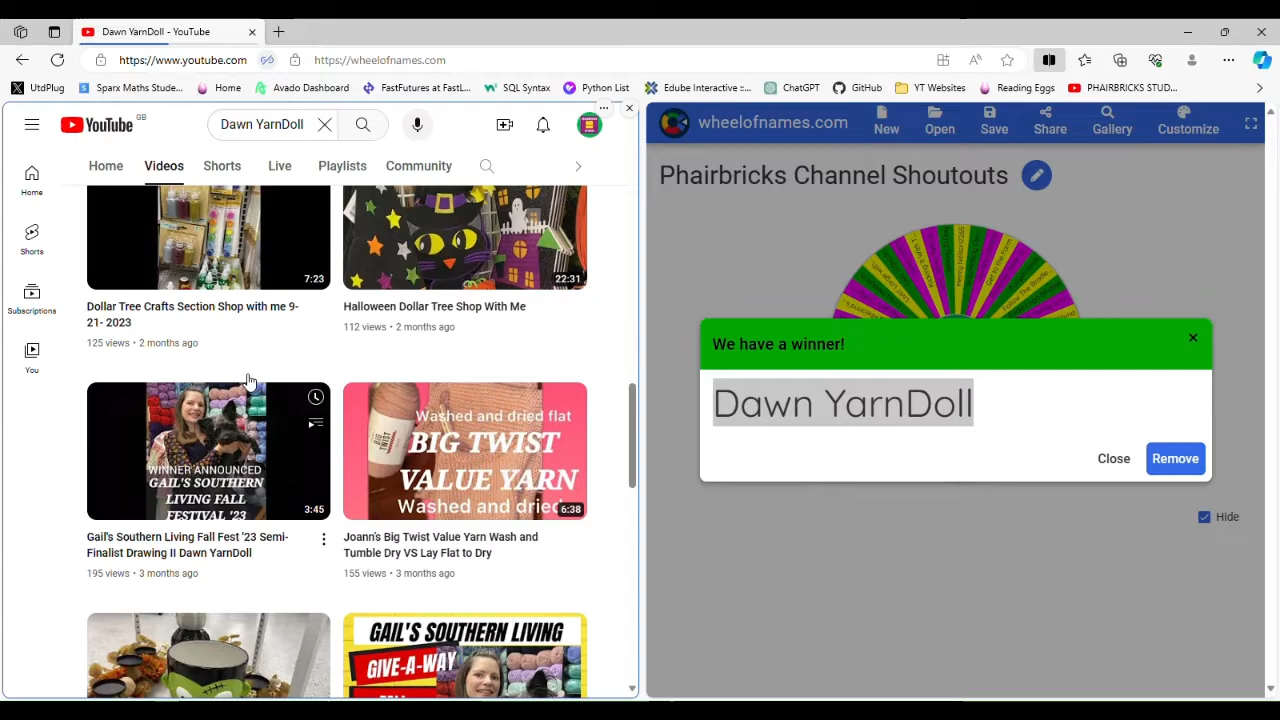 Dawn YarnDoll - YouTube
https://www.youtube.com
https://wheelofnames.com
UtdPlug
Sparx Maths Stude...
Home
Avado Dashboard
FastFutures at FastL...
SQL Syntax
Python List
Edube Interactive ::...
ChatGPT
GitHub
YT Websites
Reading Eggs
PHAIRBRICKS STUD...
YouTube GB
Dawn YarnDoll
Home
Videos
Shorts
Live
Playlists
Community
Home
Shorts
Subscriptions
You
7:23
Dollar Tree Crafts Section Shop with me 9-
21- 2023
125 views • 2 months ago
22:31
Halloween Dollar Tree Shop With Me
112 views • 2 months ago
WINNER ANNOUNCED
GAIL'S SOUTHERN
LIVING FALL
FESTIVAL '23
3:45
Gail's Southern Living Fall Fest '23 Semi-
Finalist Drawing II Dawn YarnDoll
195 views • 3 months ago
Washed and dried flat
BIG TWIST
VALUE YARN
Washed and dried
6:38
BIG TWIST
Joann's Big Twist Value Yarn Wash and
Tumble Dry VS Lay Flat to Dry
155 views • 3 months ago
GAIL'S SOUTHERN LIVING
GIVE-A-WAY
wheelofnames.com
New
Open
Save
Share
Gallery
Customize
Phairbricks Channel Shoutouts
We have a winner!
Dawn YarnDoll
Close
Remove
Hide